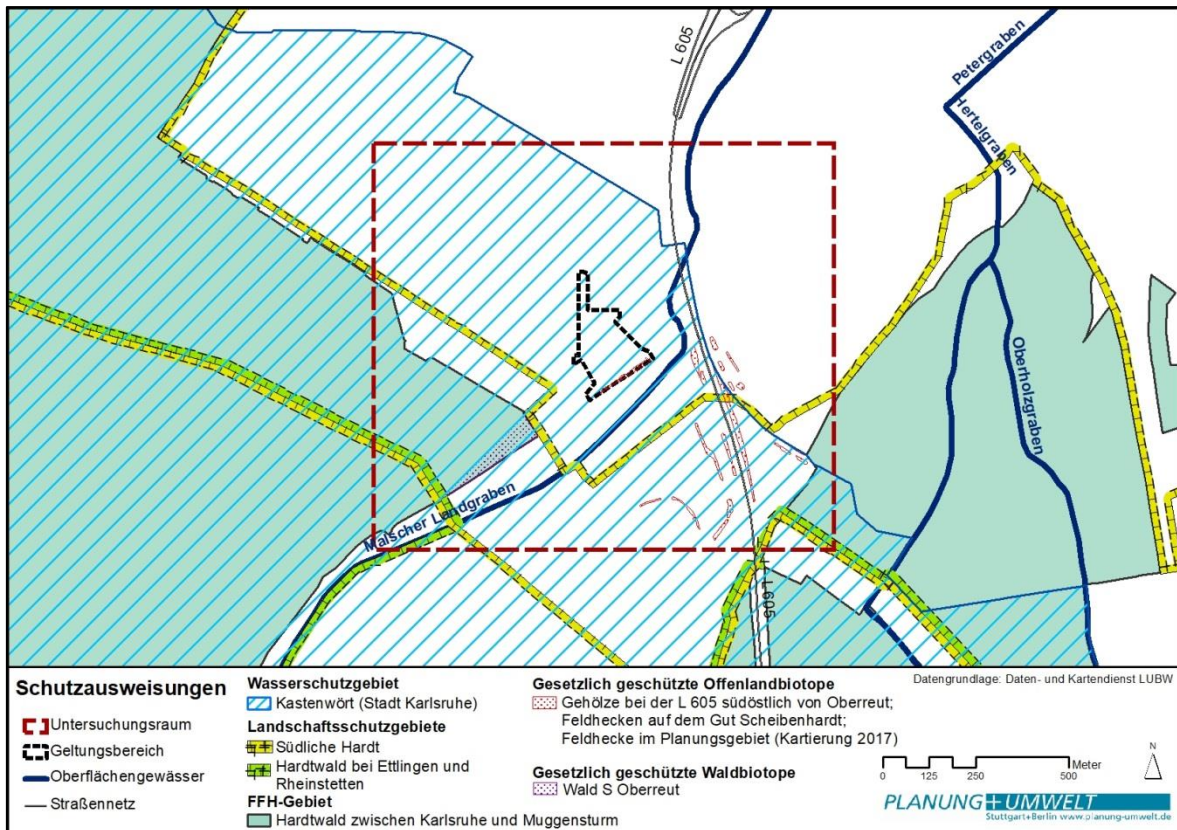 L 605
Petergraben
Hertelgraben
Oberholzgraben
Malscher Landgraben
L 605
Schutzausweisungen
Untersuchungsraum
Geltungsbereich
Oberflächengewässer
Straßennetz
Wasserschutzgebiet
Kastenwört (Stadt Karlsruhe)
Landschaftsschutzgebiete
Südliche Hardt
Hardtwald bei Ettlingen und
Rheinstetten
FFH-Gebiet
Hardtwald zwischen Karlsruhe und Muggensturm
Gesetzlich geschützte Offenlandbiotope
Gehölze bei der L 605 südöstlich von Oberreut;
Feldhecken auf dem Gut Scheibenhardt;
Feldhecke im Planungsgebiet (Kartierung 2017)
Gesetzlich geschützte Waldbiotope
Wald S Oberreut
Datengrundlage: Daten- und Kartendienst LUBW
N
Meter
0 125 250 500
PLANUNG+UMWELT
Stuttgart+Berlin www.planung-umwelt.de